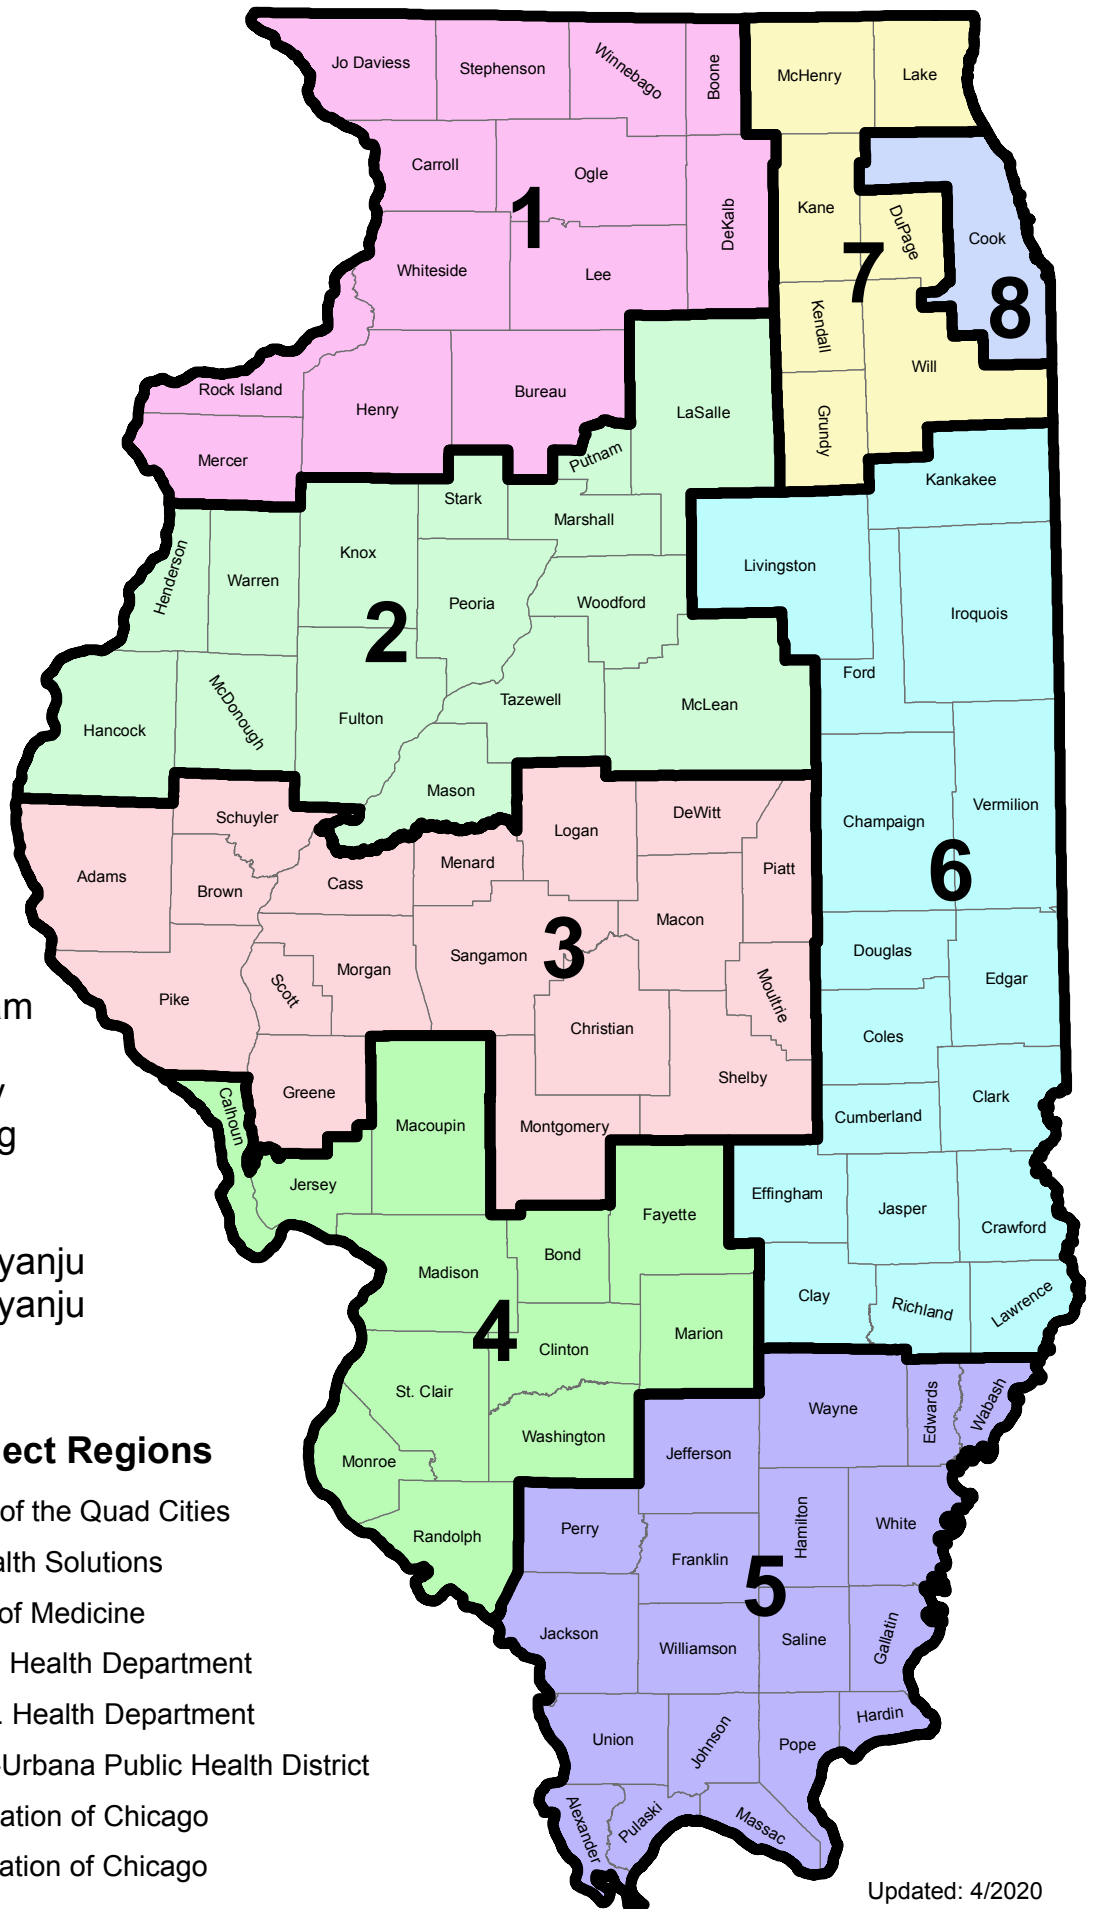 Jo Daviess
Stephenson
Winnebago
Boone
McHenry
Lake
Carroll
Ogle
DeKalb
Kane
DuPage
Cook
1
7
8
Whiteside
Lee
Kendall
Will
Rock Island
Henry
Bureau
LaSalle
Grundy
Mercer
Putnam
Kankakee
Stark
Marshall
Henderson
Warren
Knox
Peoria
Woodford
Livingston
Iroquois
2
Ford
Hancock
McDonough
Fulton
Tazewell
McLean
Mason
Schuyler
Logan
DeWitt
Champaign
Vermilion
6
Adams
Brown
Cass
Menard
Piatt
Macon
3
Sangamon
Douglas
Edgar
Pike
Scott
Morgan
Moultrie
am
Christian
Coles
Shelby
Greene
Clark
Calhoun
Macoupin
Montgomery
Cumberland
g
Jersey
Fayette
Effingham
Jasper
Crawford
yanju
Madison
Bond
Clay
Richland
Lawrence
yanju
4
Clinton
Marion
St. Clair
Wayne
Edwards
Wabash
ject Regions
Monroe
Washington
Jefferson
of the Quad Cities
Randolph
Perry
Hamilton
White
alth Solutions
Franklin
5
of Medicine
Jackson
Williamson
Saline
Gallatin
Health Department
. Health Department
Union
Johnson
Pope
Hardin
-Urbana Public Health District
Alexander
Pulaski
Massac
ation of Chicago
ation of Chicago
Updated: 4/2020